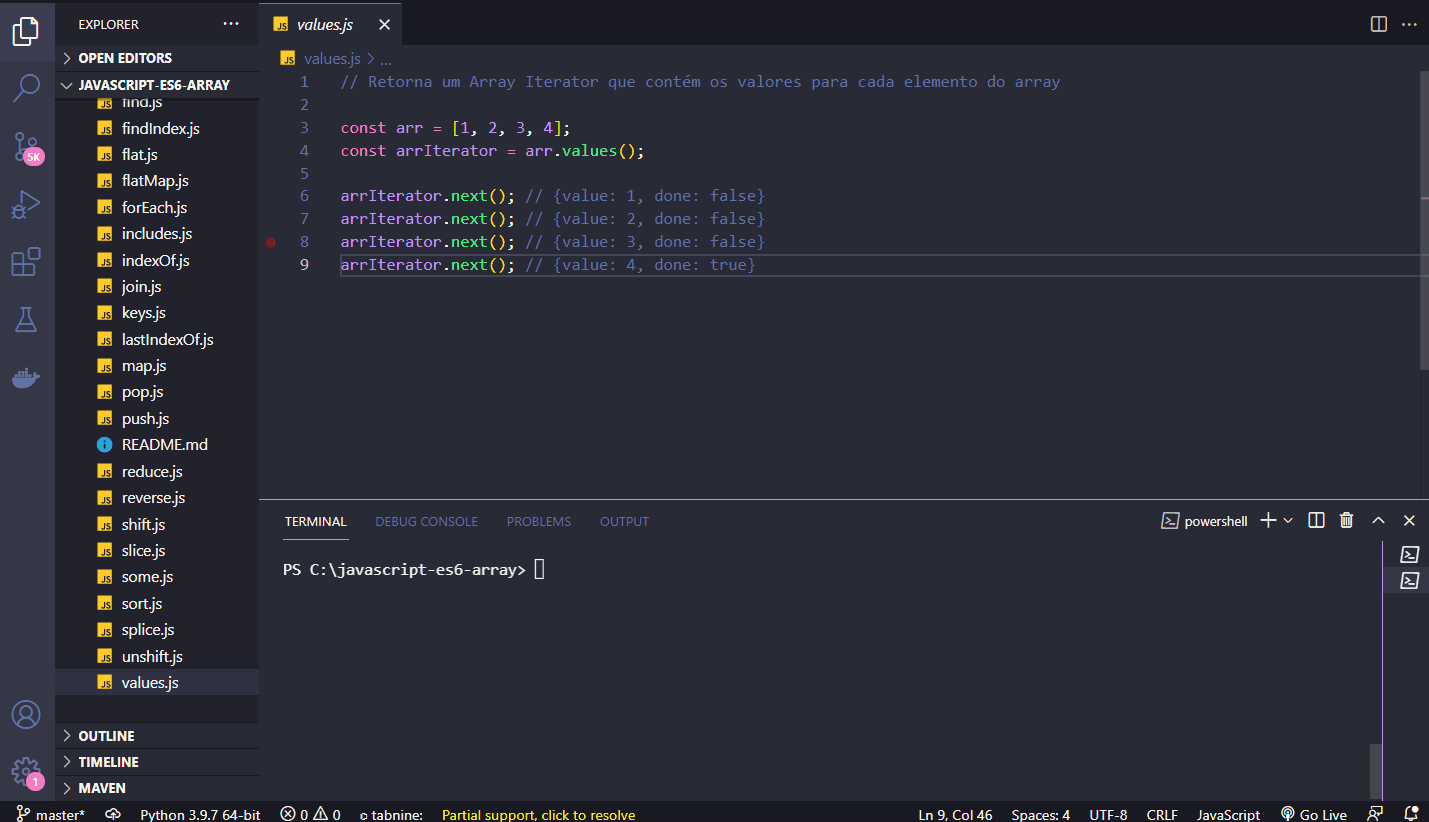 EXPLORER
OPEN EDITORS
JAVASCRIPT-ES6-ARRAY
find.js
findIndex.js
flat.js
flatMap.js
forEach.js
includes.js
indexOf.js
join.js
keys.js
lastIndexOf.js
map.js
pop.js
push.js
README.md
reduce.js
reverse.js
shift.js
slice.js
some.js
sort.js
splice.js
unshift.js
values.js
OUTLINE
TIMELINE
MAVEN
5K
1
JS values.js
JS values.js > ...
1 // Retorna um Array Iterator que contém os valores para cada elemento do array
2
3 const arr = [1, 2, 3, 4];
4 const arrIterator = arr.values();
5
6 arrIterator.next(); // {value: 1, done: false}
7 arrIterator.next(); // {value: 2, done: false}
8 arrIterator.next(); // {value: 3, done: false}
9 arrIterator.next(); // {value: 4, done: true}
TERMINAL DEBUG CONSOLE PROBLEMS OUTPUT powershell
PS C:\javascript-es6-array>
master* Python 3.9.7 64-bit 0 0 tabnine: Partial support, click to resolve Ln 9, Col 46 Spaces: 4 UTF-8 CRLF JavaScript Go Live